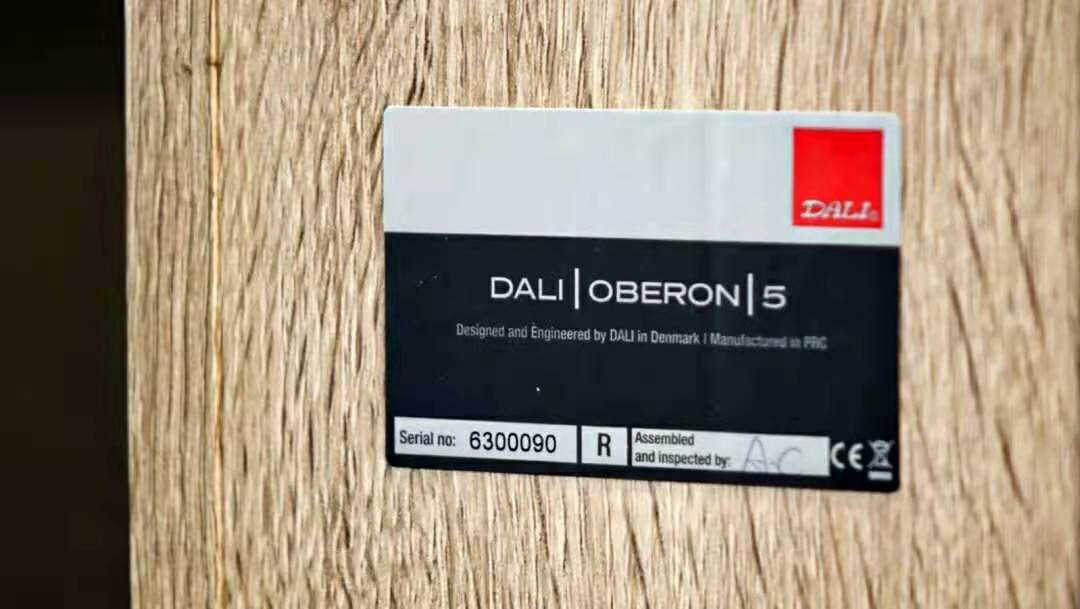 DALI
DALI | OBERON | 5
Designed and Engineered by DALI in Denmark | Manufactured in PRC
Serial no: 6300090
R
Assembled
and inspected by: A-C
CE